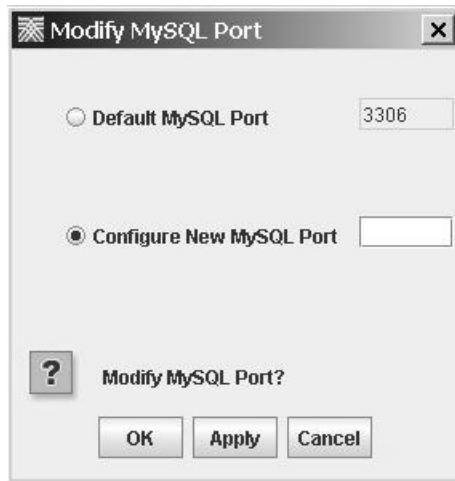 Modify MySQL Port
Default MySQL Port 3306
Configure New MySQL Port
? Modify MySQL Port?
OK Apply Cancel